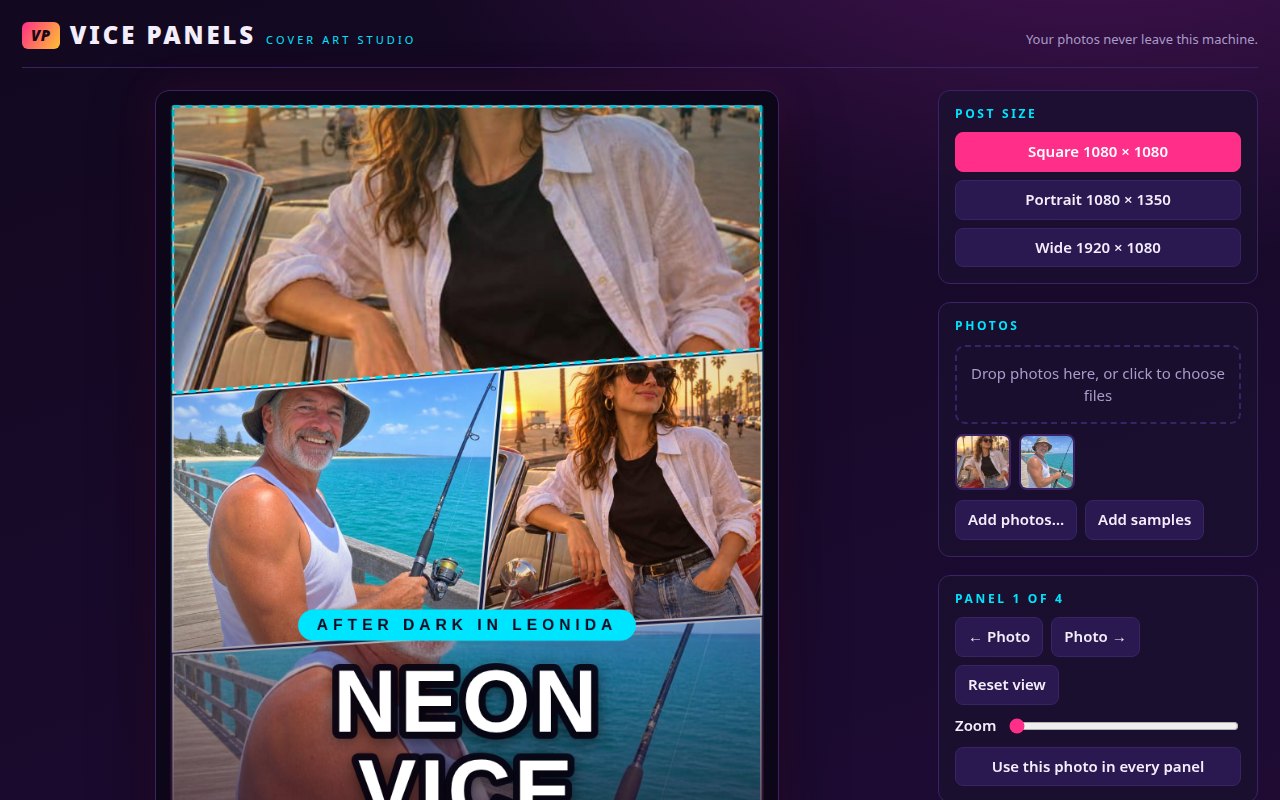 VP VICE PANELS COVER ART STUDIO
Your photos never leave this machine.
POST SIZE
Square 1080 × 1080
Portrait 1080 × 1350
Wide 1920 × 1080
PHOTOS
Drop photos here, or click to choose
files
Add photos...
Add samples
PANEL 1 OF 4
← Photo
Photo →
Reset view
Zoom
Use this photo in every panel
AFTER DARK IN LEONIDA
NEON
VICE